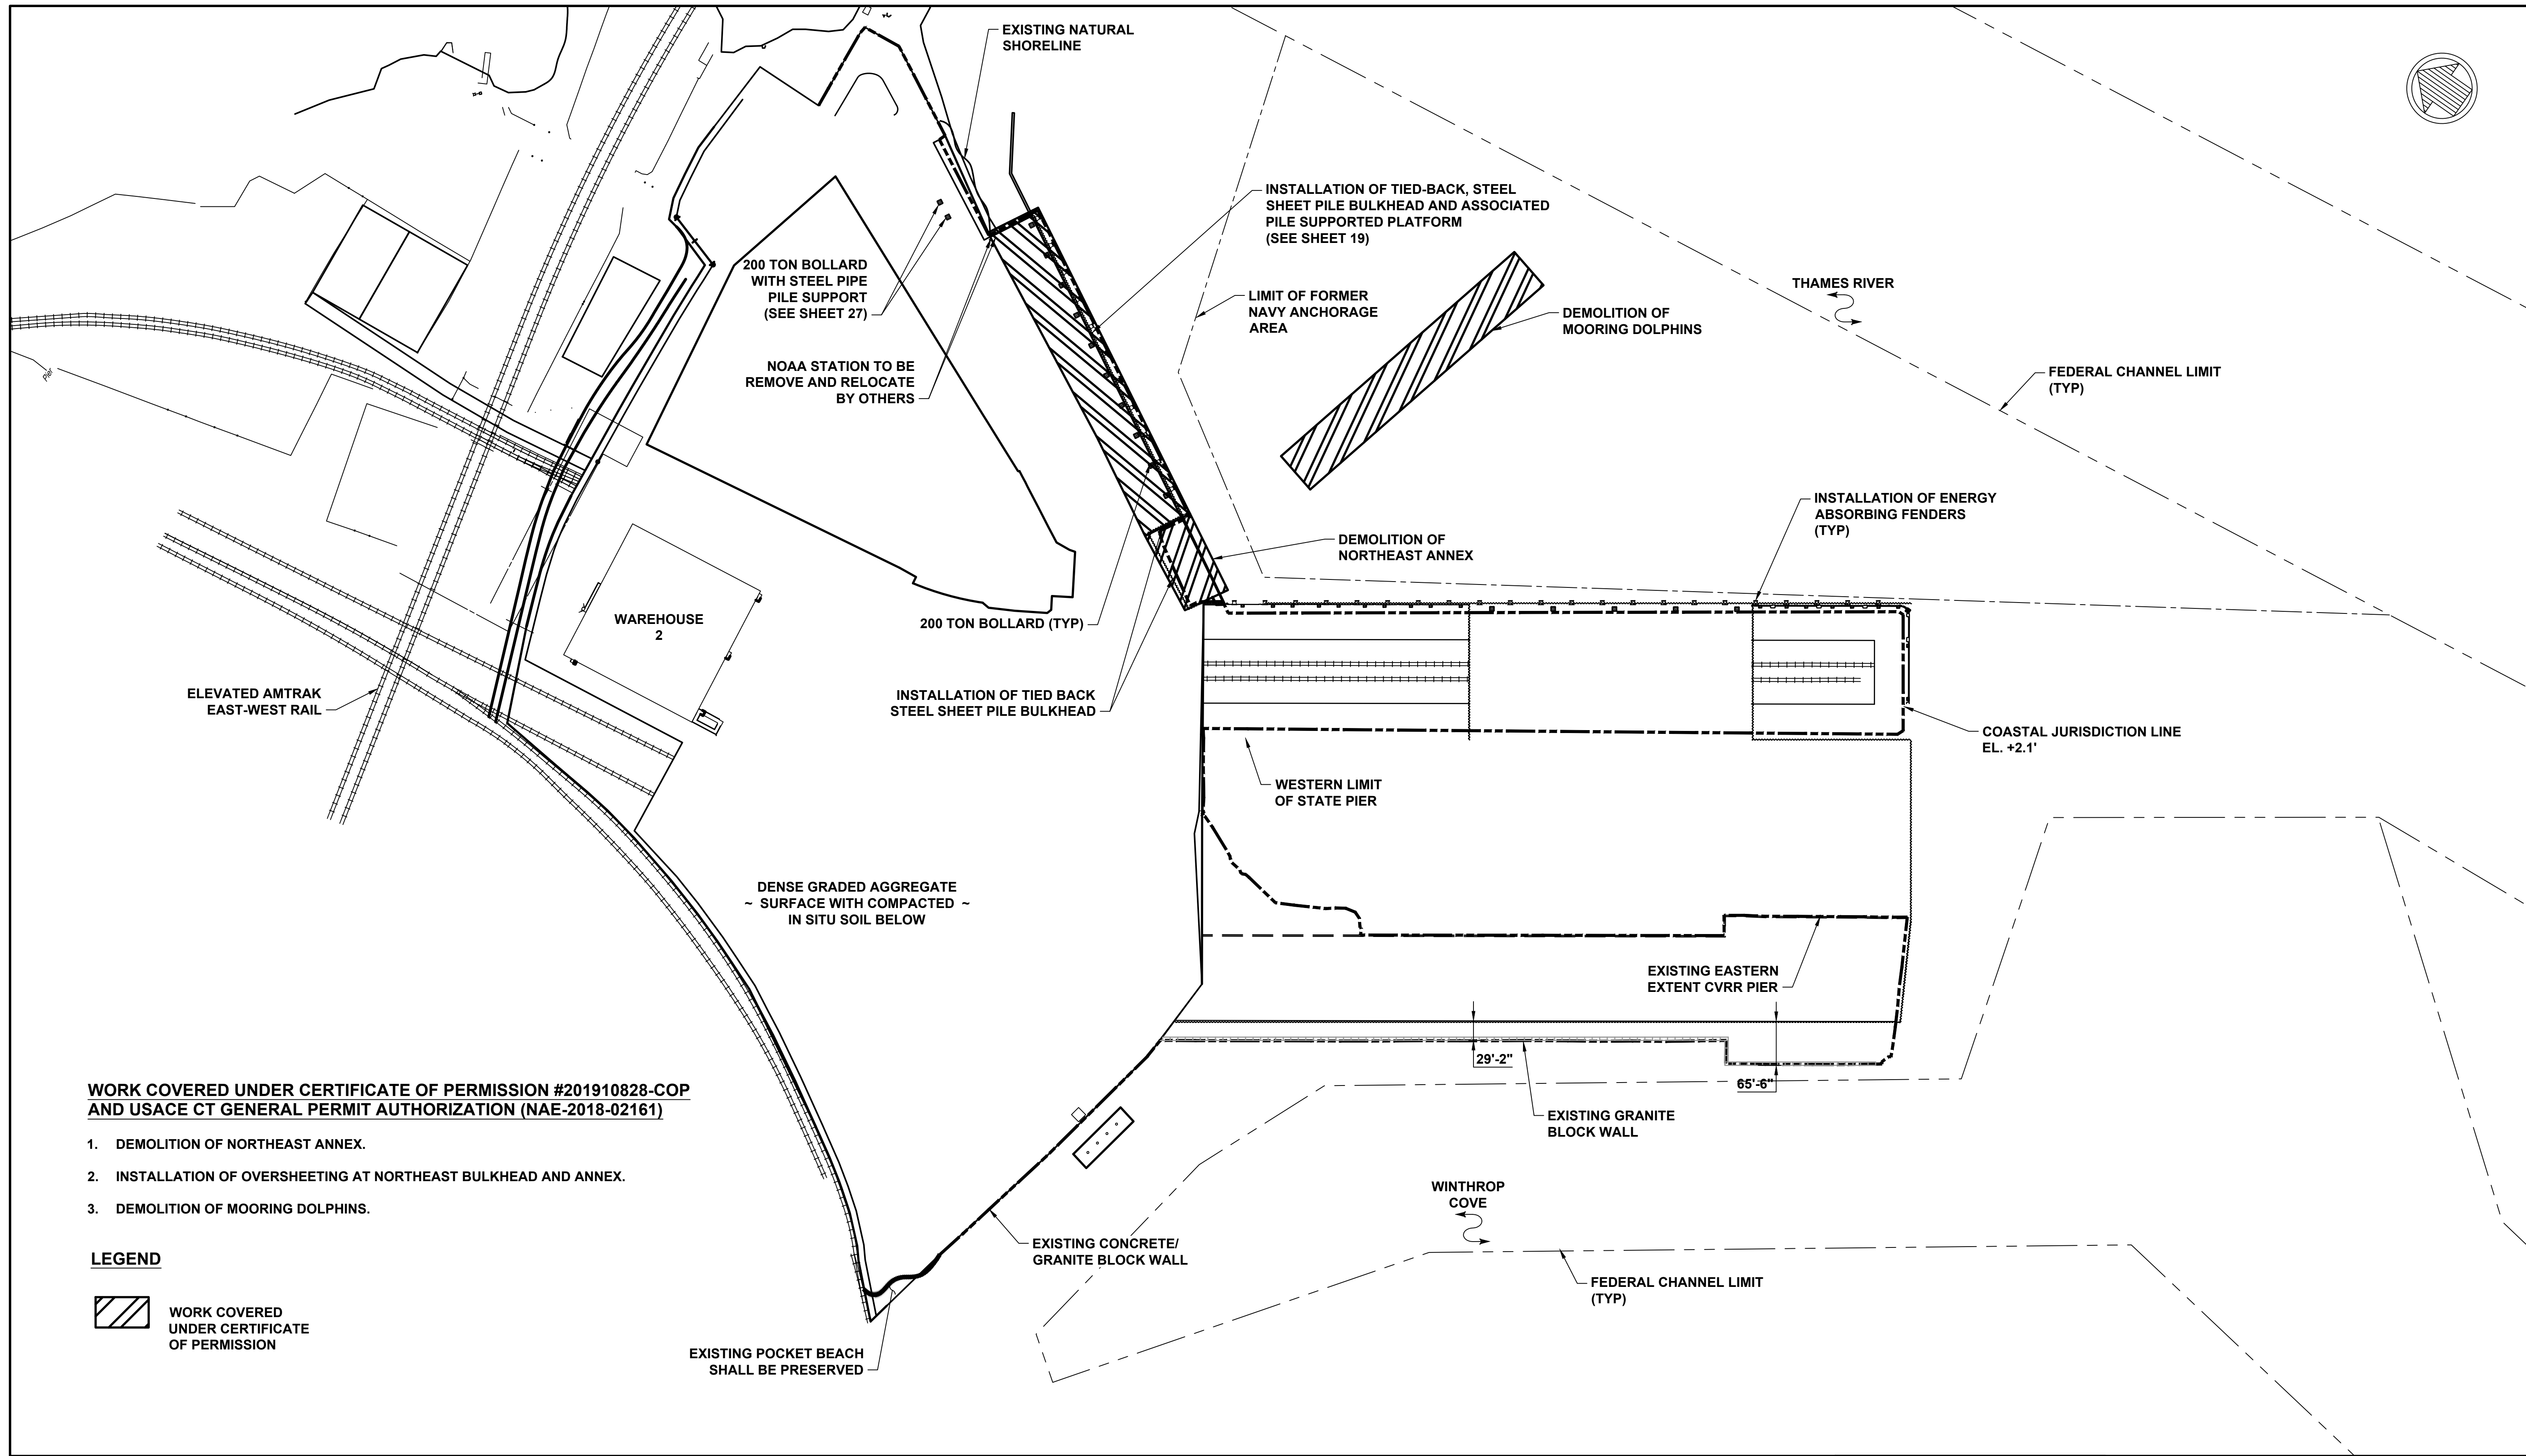 EXISTING NATURAL
SHORELINE
INSTALLATION OF TIED-BACK, STEEL
SHEET PILE BULKHEAD AND ASSOCIATED
PILE SUPPORTED PLATFORM
(SEE SHEET 19)
200 TON BOLLARD
WITH STEEL PIPE
PILE SUPPORT
(SEE SHEET 27)
THAMES RIVER
LIMIT OF FORMER
NAVY ANCHORAGE
AREA
DEMOLITION OF
MOORING DOLPHINS
NOAA STATION TO BE
REMOVE AND RELOCATE
BY OTHERS
FEDERAL CHANNEL LIMIT
(TYP)
Pier
INSTALLATION OF ENERGY
ABSORBING FENDERS
(TYP)
DEMOLITION OF
NORTHEAST ANNEX
WAREHOUSE
2
200 TON BOLLARD (TYP)
ELEVATED AMTRAK
EAST-WEST RAIL
INSTALLATION OF TIED BACK
STEEL SHEET PILE BULKHEAD
COASTAL JURISDICTION LINE
EL. +2.1'
WESTERN LIMIT
OF STATE PIER
DENSE GRADED AGGREGATE
~ SURFACE WITH COMPACTED ~
IN SITU SOIL BELOW
EXISTING EASTERN
EXTENT CVRR PIER
29'-2"
65'-6"
WORK COVERED UNDER CERTIFICATE OF PERMISSION #201910828-COP
AND USACE CT GENERAL PERMIT AUTHORIZATION (NAE-2018-02161)
1. DEMOLITION OF NORTHEAST ANNEX.
2. INSTALLATION OF OVERSHEETING AT NORTHEAST BULKHEAD AND ANNEX.
3. DEMOLITION OF MOORING DOLPHINS.
EXISTING GRANITE
BLOCK WALL
WINTHROP
COVE
EXISTING CONCRETE/
GRANITE BLOCK WALL
FEDERAL CHANNEL LIMIT
(TYP)
LEGEND
WORK COVERED
UNDER CERTIFICATE
OF PERMISSION
EXISTING POCKET BEACH
SHALL BE PRESERVED